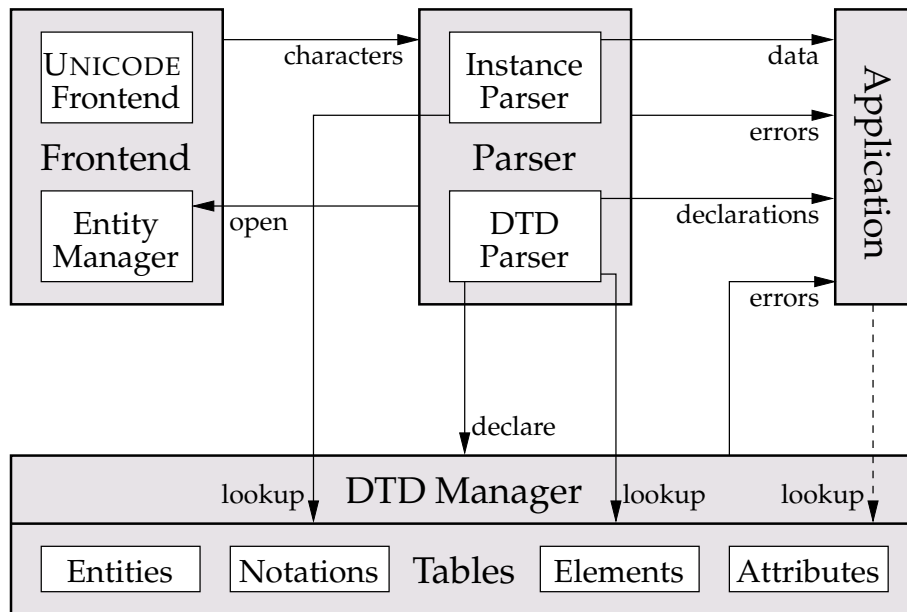 UNICODE
Frontend
Frontend
Entity
Manager
characters
open
Instance
Parser
Parser
DTD
Parser
data
errors
declarations
errors
Application
declare
lookup
DTD Manager
lookup
lookup
Entities
Notations
Tables
Elements
Attributes